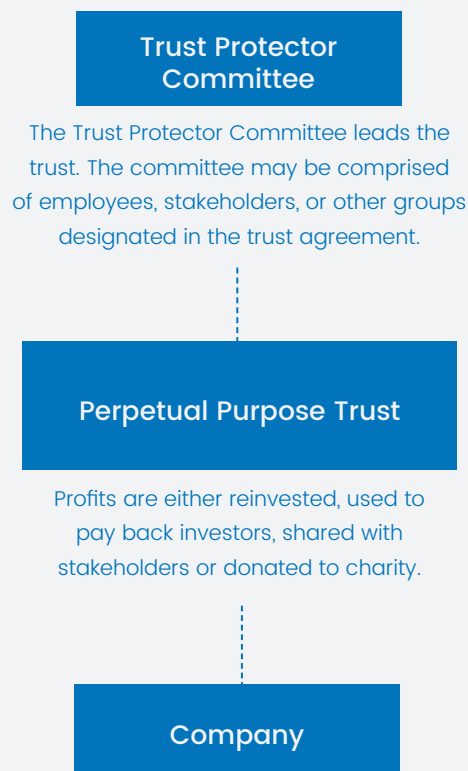 Trust Protector
Committee
The Trust Protector Committee leads the
trust. The committee may be comprised
of employees, stakeholders, or other groups
designated in the trust agreement.
Perpetual Purpose Trust
Profits are either reinvested, used to
pay back investors, shared with
stakeholders or donated to charity.
Company